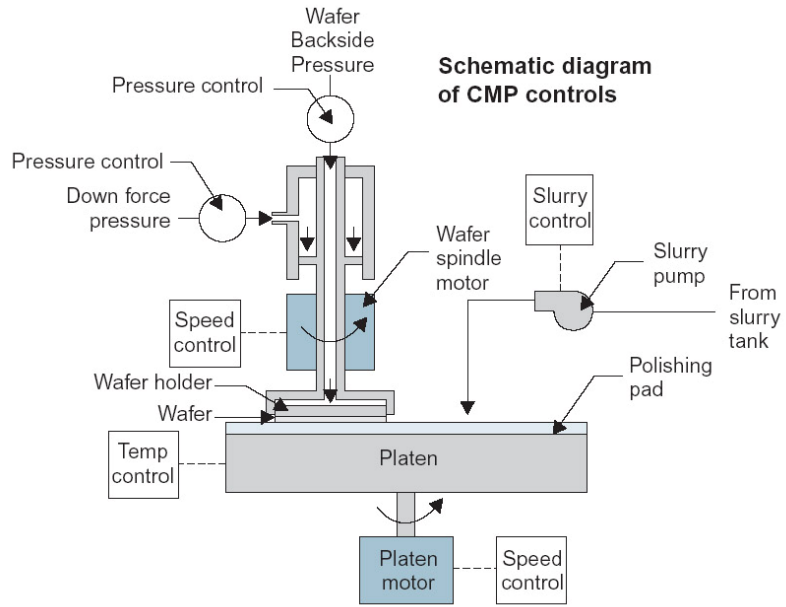 Wafer
Backside
Pressure
Schematic diagram
of CMP controls
Pressure control
Pressure control
Down force
pressure
Slurry
control
Wafer
spindle
motor
Slurry
pump
From
slurry
tank
Speed
control
Polishing
pad
Wafer holder
Wafer
Temp
control
Platen
Platen
motor
Speed
control